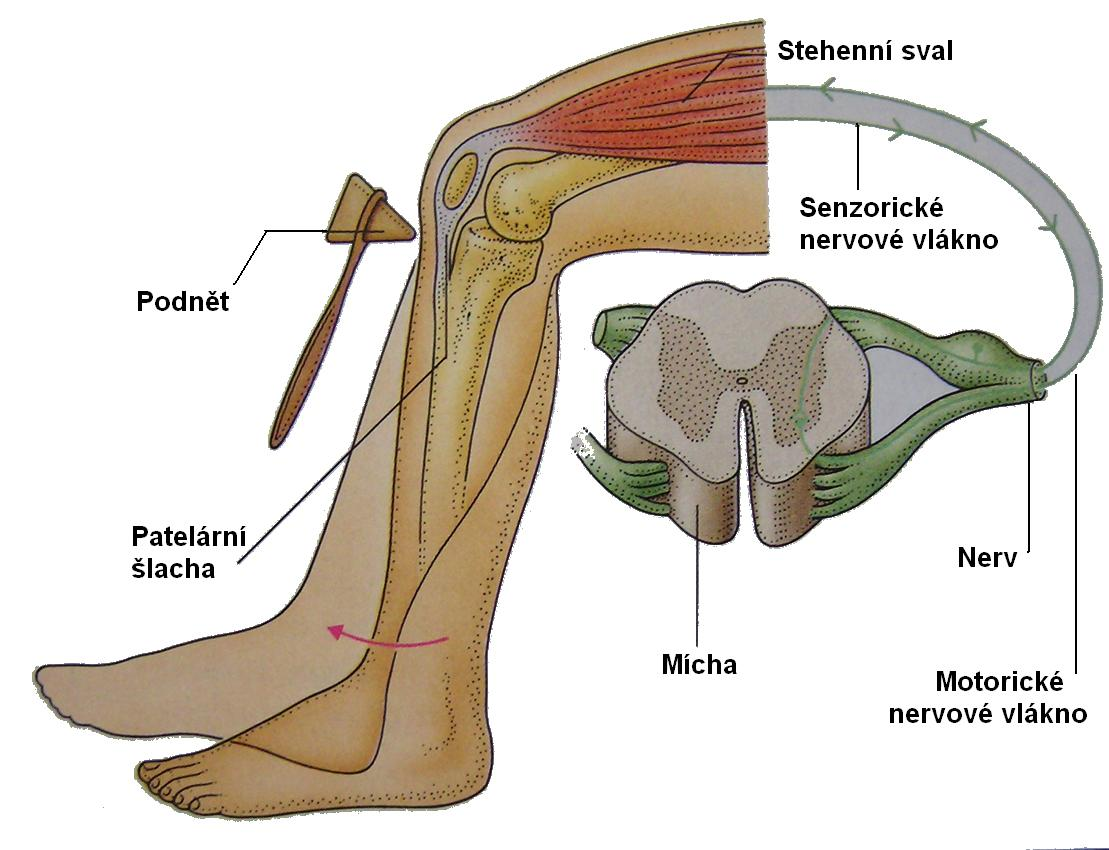 Stehenní sval
Senzorické
nervové vlákno
Podnět
Patelární
šlacha
Nerv
Mícha
Motorické
nervové vlákno